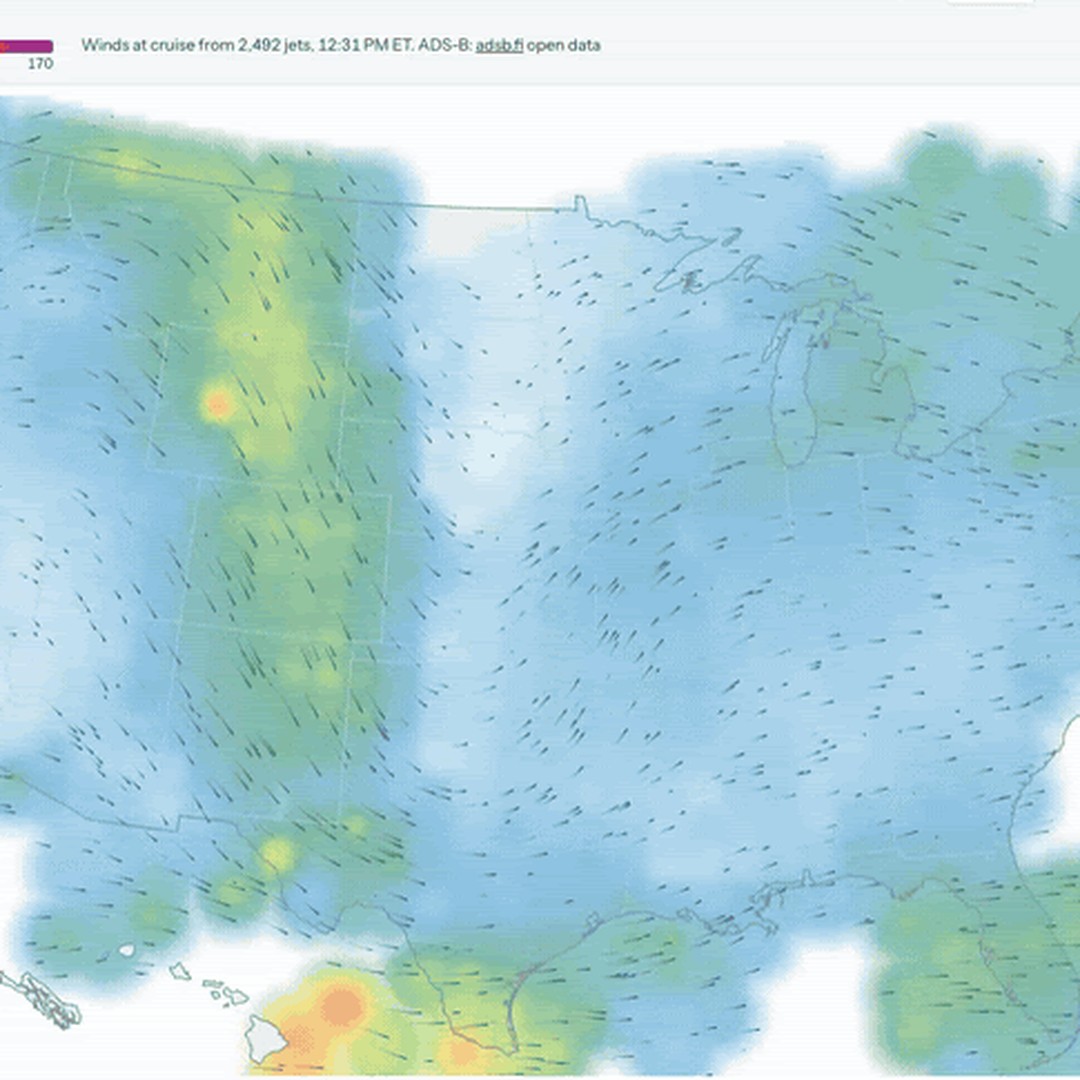 Winds at cruise from 2,492 jets, 12:31 PM ET. ADS-B: adsb.fi open data
170